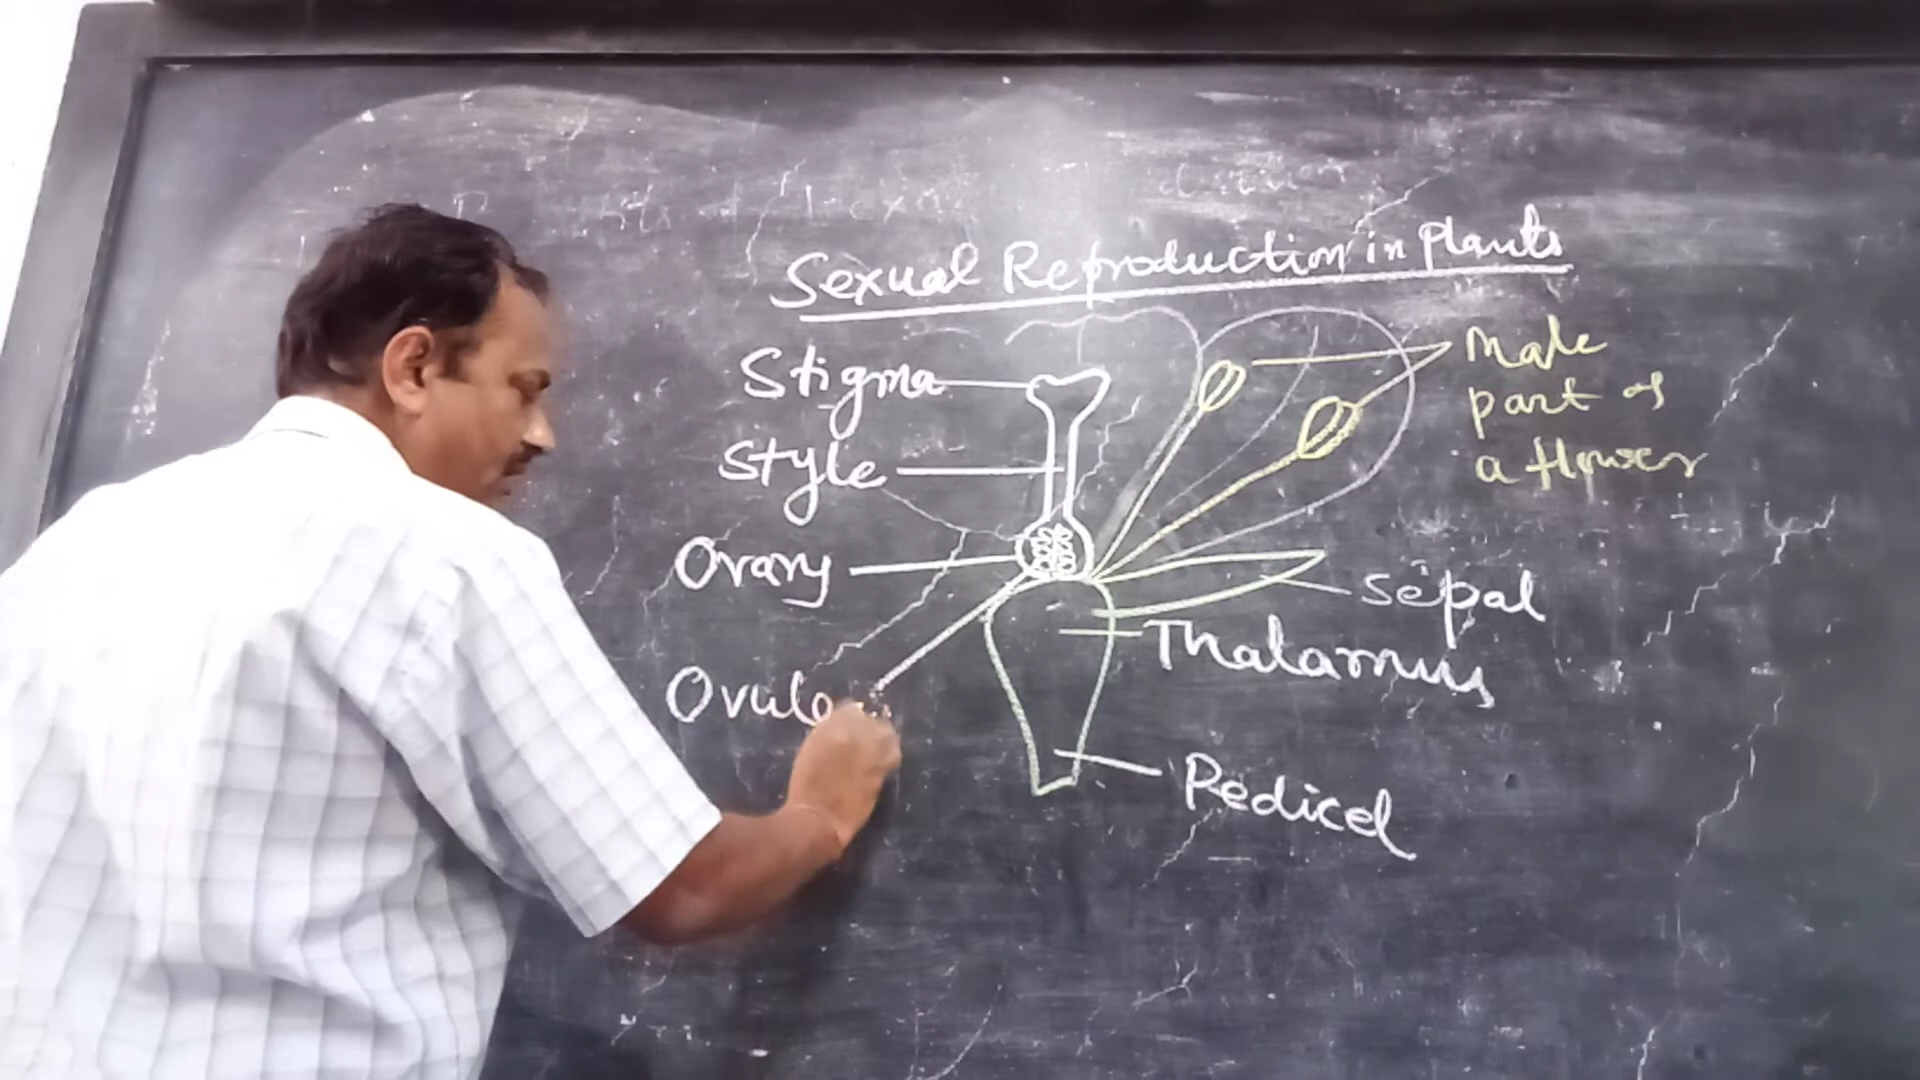 Sexual Reproduction in Plants
Stigma
Style
Ovary
Ovule
Male
part of
a flower
Sepal
Thalamus
Pedicel